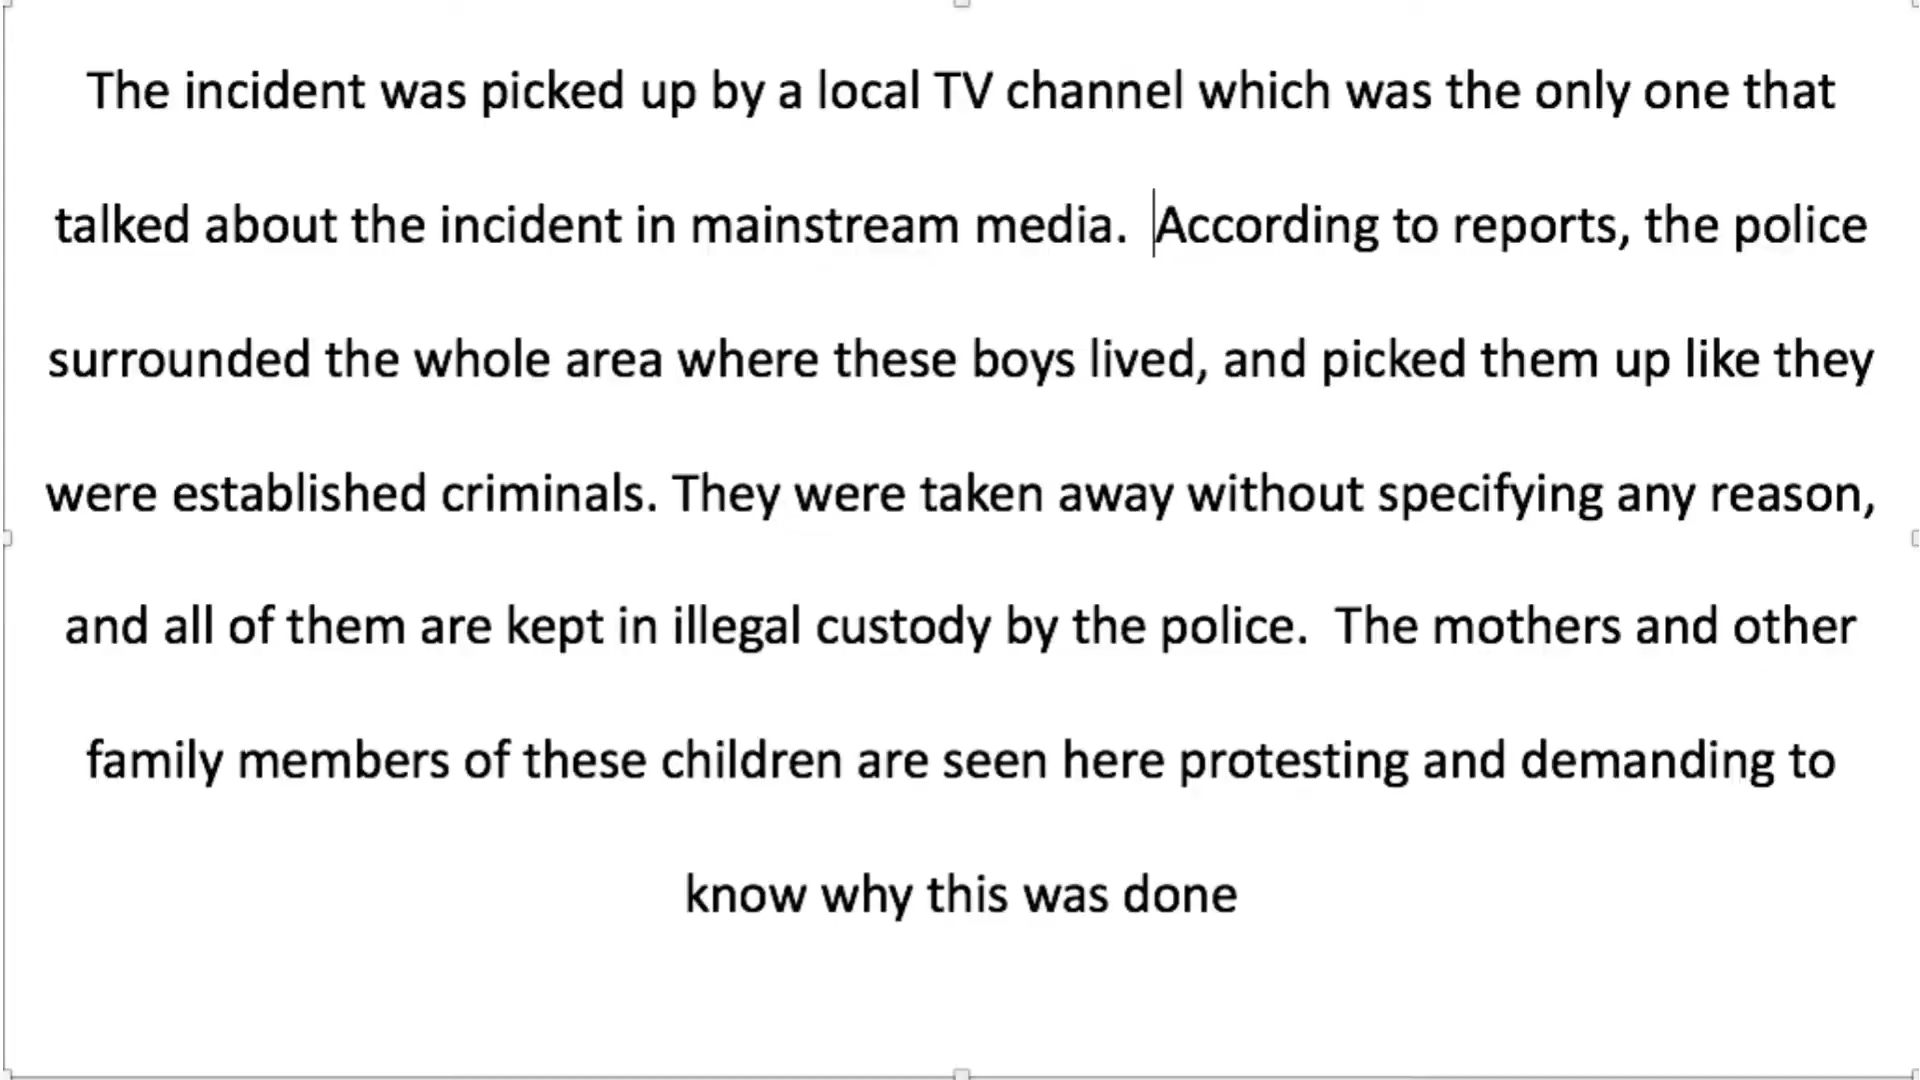 The incident was picked up by a local TV channel which was the only one that
talked about the incident in mainstream media.  According to reports, the police
surrounded the whole area where these boys lived, and picked them up like they
were established criminals. They were taken away without specifying any reason,
and all of them are kept in illegal custody by the police.  The mothers and other
family members of these children are seen here protesting and demanding to
know why this was done